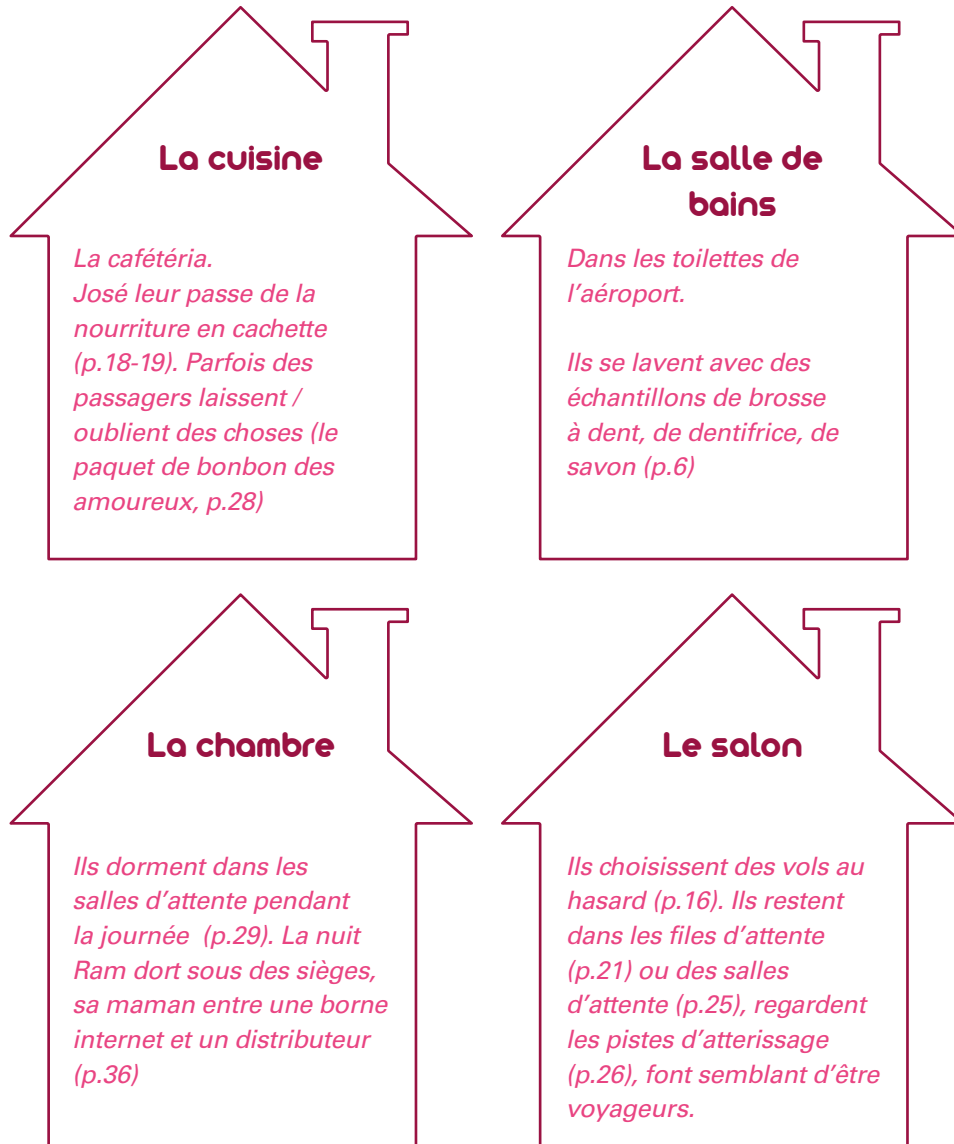 La cuisine
La cafétéria.
José leur passe de la
nourriture en cachette
(p.18-19). Parfois des
passagers laissent /
oublient des choses (le
paquet de bonbon des
amoureux, p.28)
La salle de
bains
Dans les toilettes de
l'aéroport.
Ils se lavent avec des
échantillons de brosse
à dent, de dentifrice, de
savon (p.6)
La chambre
Ils dorment dans les
salles d'attente pendant
la journée  (p.29). La nuit
Ram dort sous des sièges,
sa maman entre une borne
internet et un distributeur
(p.36)
Le salon
Ils choisissent des vols au
hasard (p.16). Ils restent
dans les files d'attente
(p.21) ou des salles
d'attente (p.25), regardent
les pistes d'atterissage
(p.26), font semblant d'être
voyageurs.